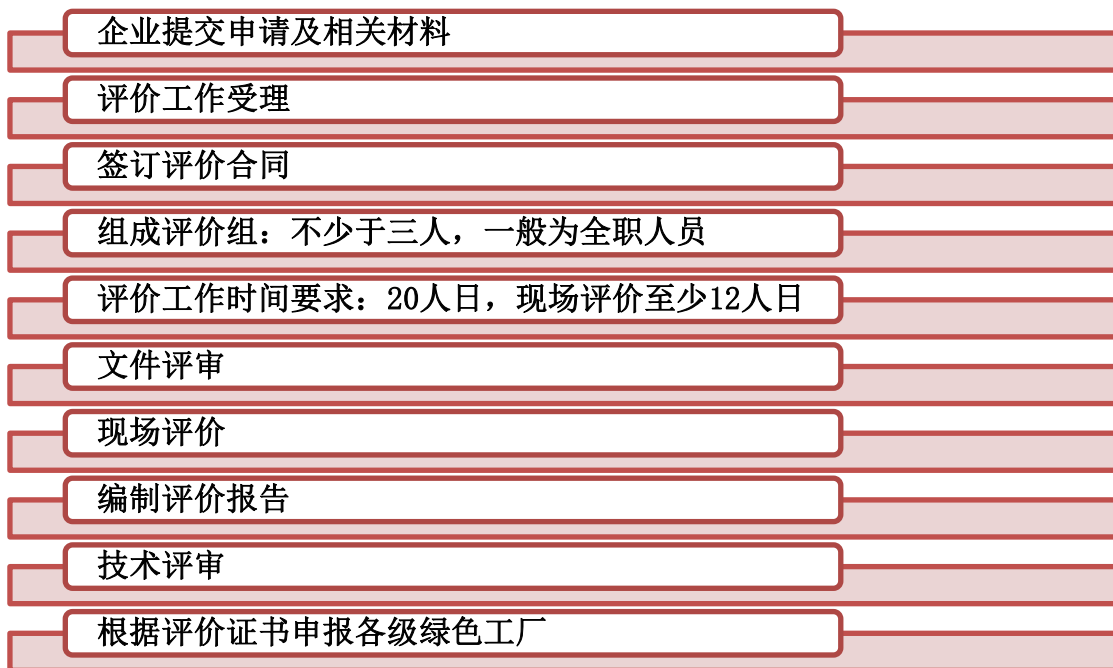 企业提交申请及相关材料
评价工作受理
签订评价合同
组成评价组：不少于三人，一般为全职人员
评价工作时间要求：20人日，现场评价至少12人日
文件评审
现场评价
编制评价报告
技术评审
根据评价证书申报各级绿色工厂